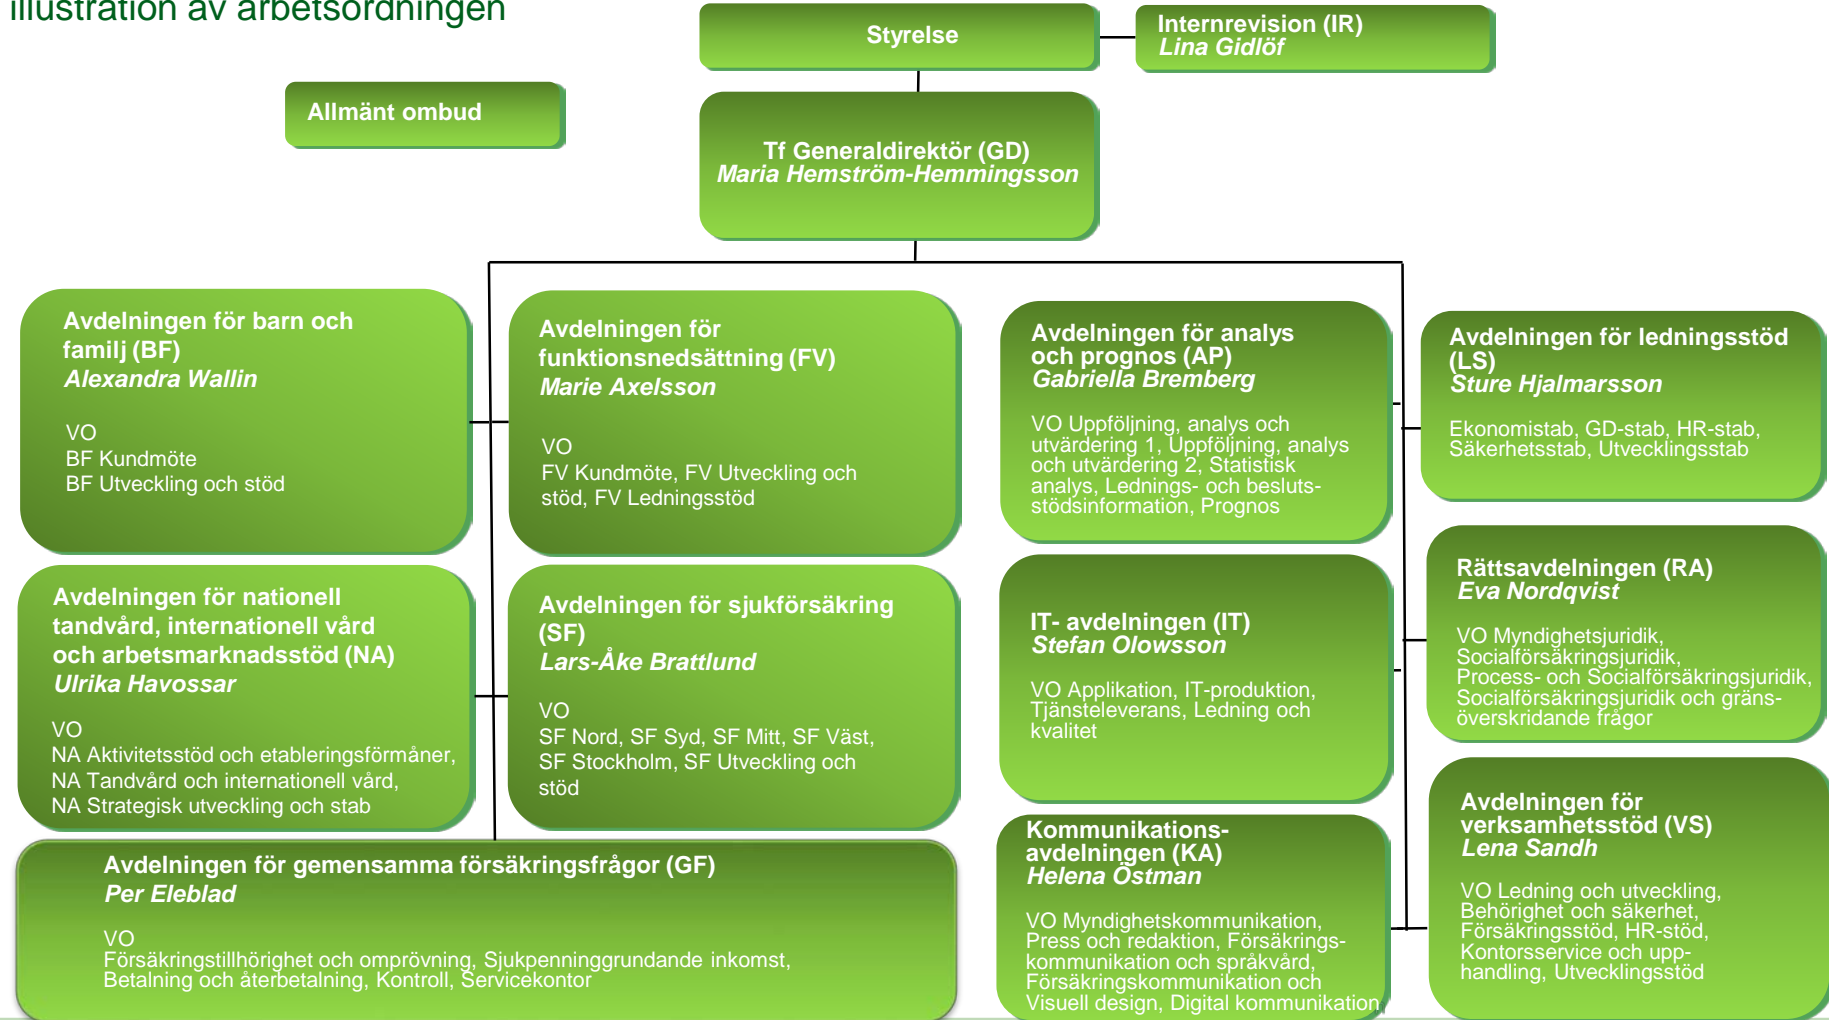 illustration av arbetsordningen
Styrelse
Internrevision (IR)
Lina Gidlöf
Allmänt ombud
Tf Generaldirektör (GD)
Maria Hemström-Hemmingsson
Avdelningen för barn och
familj (BF)
Alexandra Wallin
VO
BF Kundmöte
BF Utveckling och stöd
Avdelningen för
funktionsnedsättning (FV)
Marie Axelsson
VO
FV Kundmöte, FV Utveckling och
stöd, FV Ledningsstöd
Avdelningen för analys
och prognos (AP)
Gabriella Bremberg
VO Uppföljning, analys och
utvärdering 1, Uppföljning, analys
och utvärdering 2, Statistisk
analys, Lednings- och besluts-
stödsinformation, Prognos
Avdelningen för ledningsstöd
(LS)
Sture Hjalmarsson
Ekonomistab, GD-stab, HR-stab,
Säkerhetsstab, Utvecklingsstab
Avdelningen för nationell
tandvård, internationell vård
och arbetsmarknadsstöd (NA)
Ulrika Havossar
VO
NA Aktivitetsstöd och etableringsförmåner,
NA Tandvård och internationell vård,
NA Strategisk utveckling och stab
Avdelningen för sjukförsäkring
(SF)
Lars-Åke Brattlund
VO
SF Nord, SF Syd, SF Mitt, SF Väst,
SF Stockholm, SF Utveckling och
stöd
IT- avdelningen (IT)
Stefan Olowsson
VO Applikation, IT-produktion,
Tjänsteleverans, Ledning och
kvalitet
Rättsavdelningen (RA)
Eva Nordqvist
VO Myndighetsjuridik,
Socialförsäkringsjuridik,
Process- och Socialförsäkringsjuridik,
Socialförsäkringsjuridik och gräns-
överskridande frågor
Avdelningen för gemensamma försäkringsfrågor (GF)
Per Eleblad
VO
Försäkringstillhörighet och omprövning, Sjukpenninggrundande inkomst,
Betalning och återbetalning, Kontroll, Servicekontor
Kommunikations-
avdelningen (KA)
Helena Östman
VO Myndighetskommunikation,
Press och redaktion, Försäkrings-
kommunikation och språkvård,
Försäkringskommunikation och
Visuell design, Digital kommunikation,
Avdelningen för
verksamhetsstöd (VS)
Lena Sandh
VO Ledning och utveckling,
Behörighet och säkerhet,
Försäkringsstöd, HR-stöd,
Kontorsservice och upp-
handling, Utvecklingsstöd